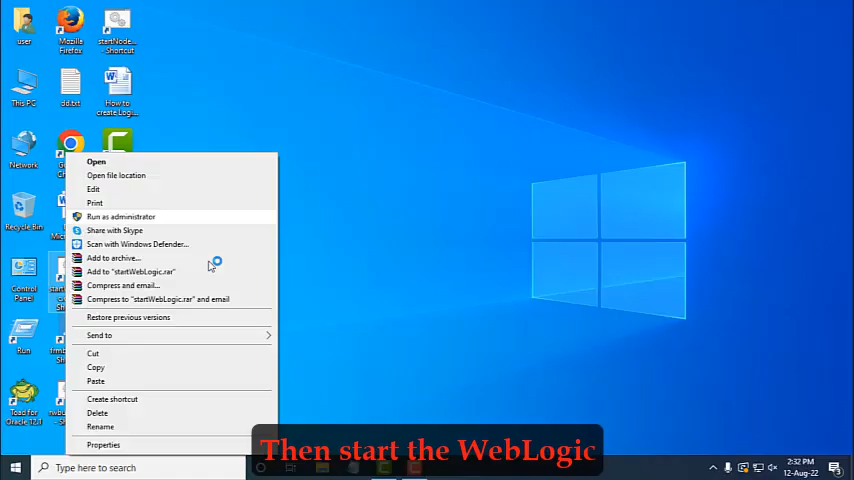 user
Mozilla
Firefox
startNode...
- Shortcut
This PC
dd.txt
How to
create Logi...
Network
Recycle Bin
Control
Panel
Run
Toad for
Oracle 12.1
Open
Open file location
Edit
Print
Run as administrator
Share with Skype
Scan with Windows Defender...
Add to archive...
Add to "startWebLogic.rar"
Compress and email...
Compress to "startWebLogic.rar" and email
Restore previous versions
Send to
Cut
Copy
Paste
Create shortcut
Delete
Rename
Properties
Then start the WebLogic
Type here to search
2:32 PM
12-Aug-22
3